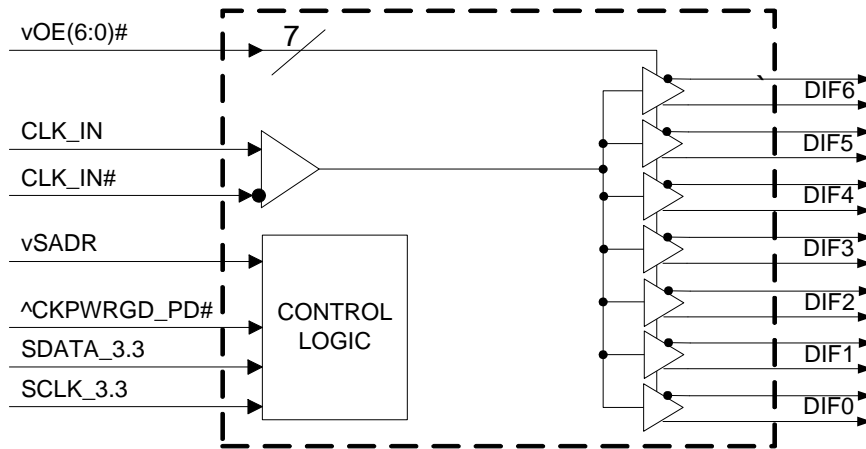 vOE(6:0)#
7
CLK_IN
CLK_IN#
vSADR
^CKPWRGD_PD#
SDATA_3.3
SCLK_3.3
CONTROL
LOGIC
`
DIF6
DIF5
DIF4
DIF3
DIF2
DIF1
DIF0